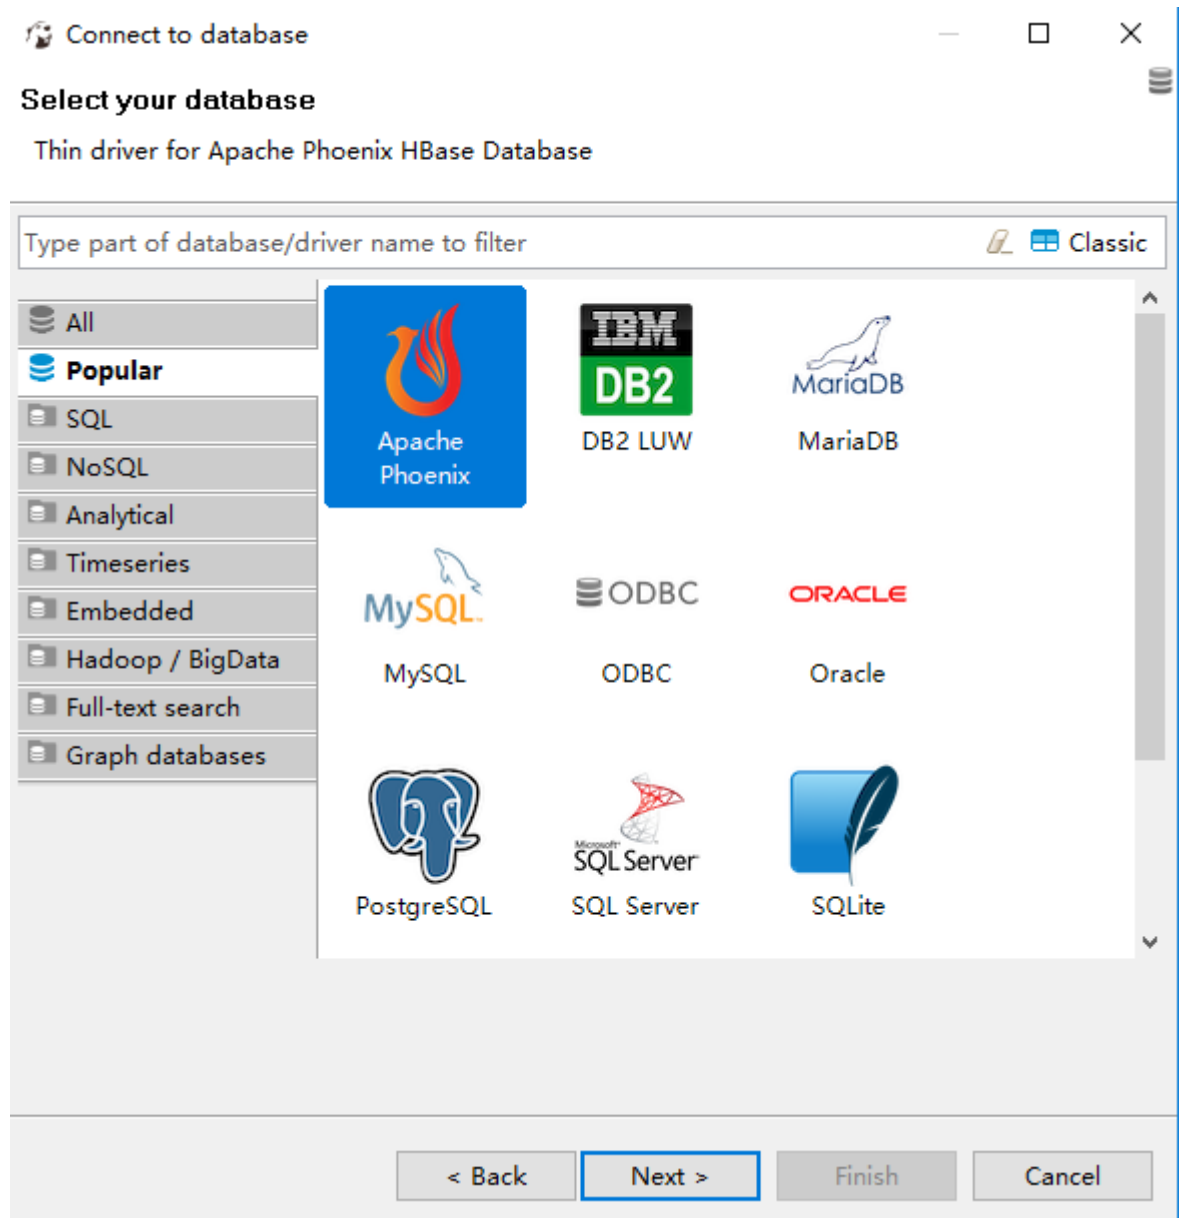 Connect to database
Select your database
Thin driver for Apache Phoenix HBase Database
Type part of database/driver name to filter
Classic
All
Popular
SQL
NoSQL
Analytical
Timeseries
Embedded
Hadoop / BigData
Full-text search
Graph databases
Apache
Phoenix
IBM
DB2
DB2 LUW
MariaDB
MariaDB
MySQL
MySQL
ODBC
ODBC
ORACLE
Oracle
PostgreSQL
Microsoft
SQL Server
SQL Server
SQLite
< Back
Next >
Finish
Cancel